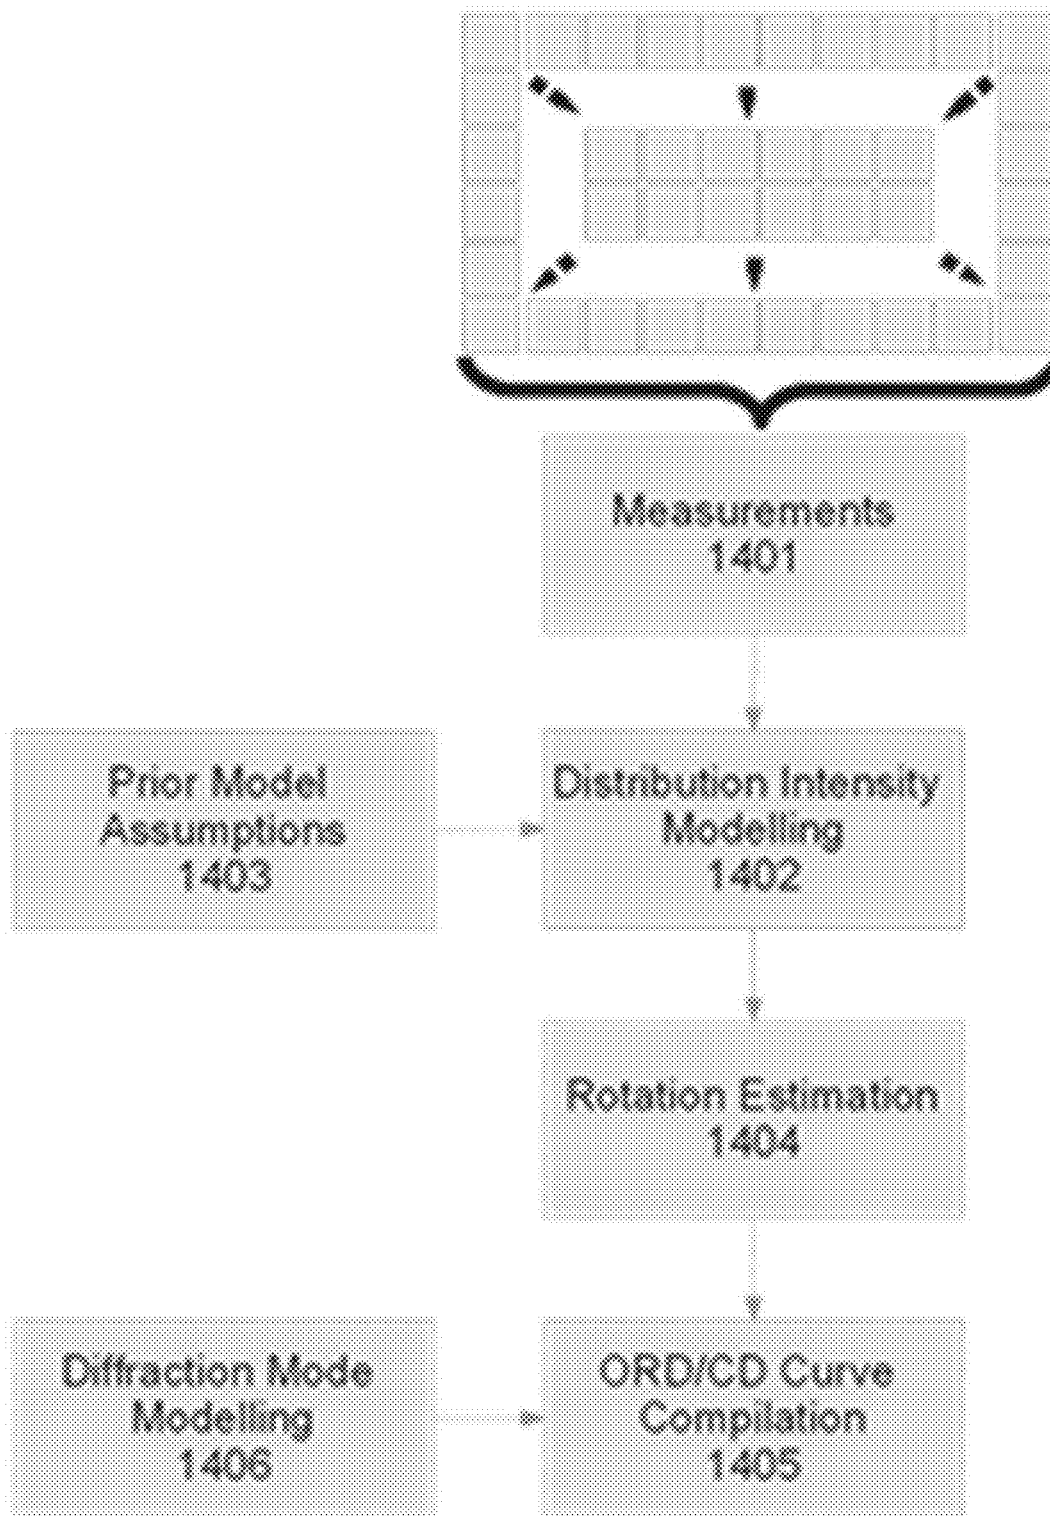 Measurements
1401
Prior Model
Assumptions
1403
Distribution Intensity
Modelling
1402
Rotation Estimation
1404
Diffraction Mode
Modelling
1406
ORD/CD Curve
Compilation
1405